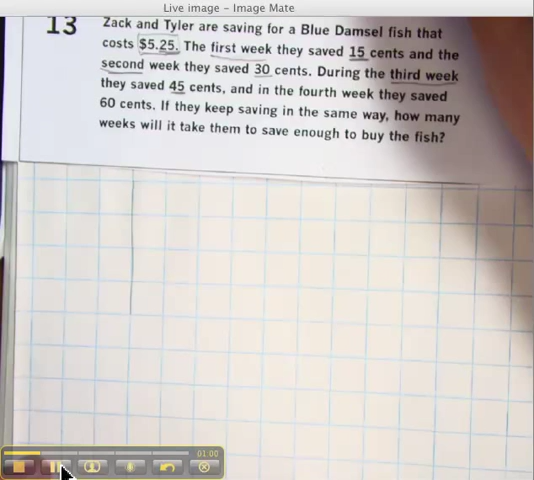 Live image - Image Mate
13
Zack and Tyler are saving for a Blue Damsel fish that
costs $5.25. The first week they saved 15 cents and the
second week they saved 30 cents. During the third week
they saved 45 cents, and in the fourth week they saved
60 cents. If they keep saving in the same way, how many
weeks will it take them to save enough to buy the fish?
01:00